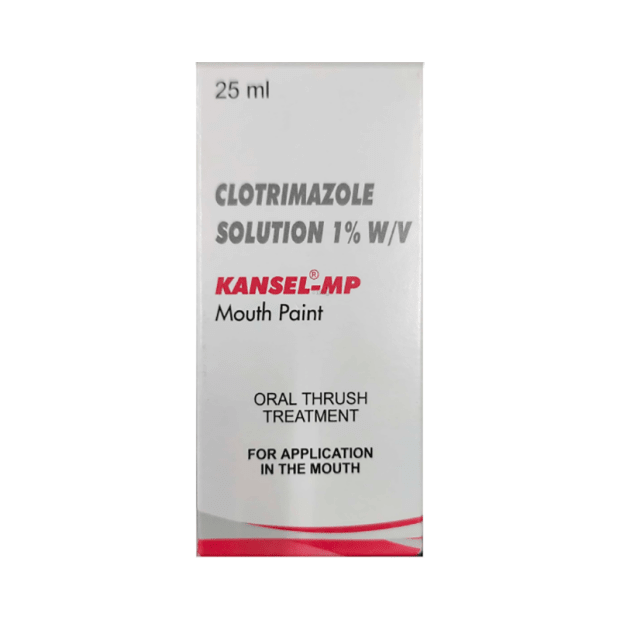 25 ml
CLOTRIMAZOLE
SOLUTION 1% W/V
KANSEL®-MP
Mouth Paint
ORAL THRUSH
TREATMENT
FOR APPLICATION
IN THE MOUTH